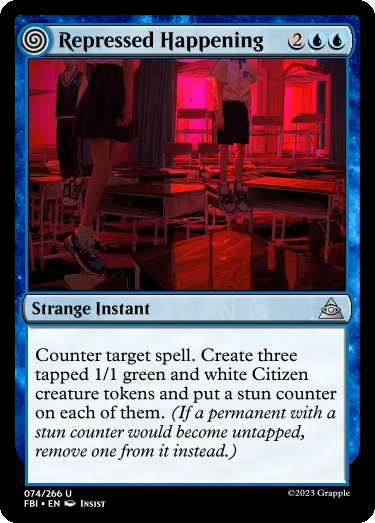 Repressed Happening 2
Strange Instant
Counter target spell. Create three
tapped 1/1 green and white Citizen
creature tokens and put a stun counter
on each of them. (If a permanent with a
stun counter would become untapped,
remove one from it instead.)
074/266 U
FBI • EN INSIST ©2023 Grapple